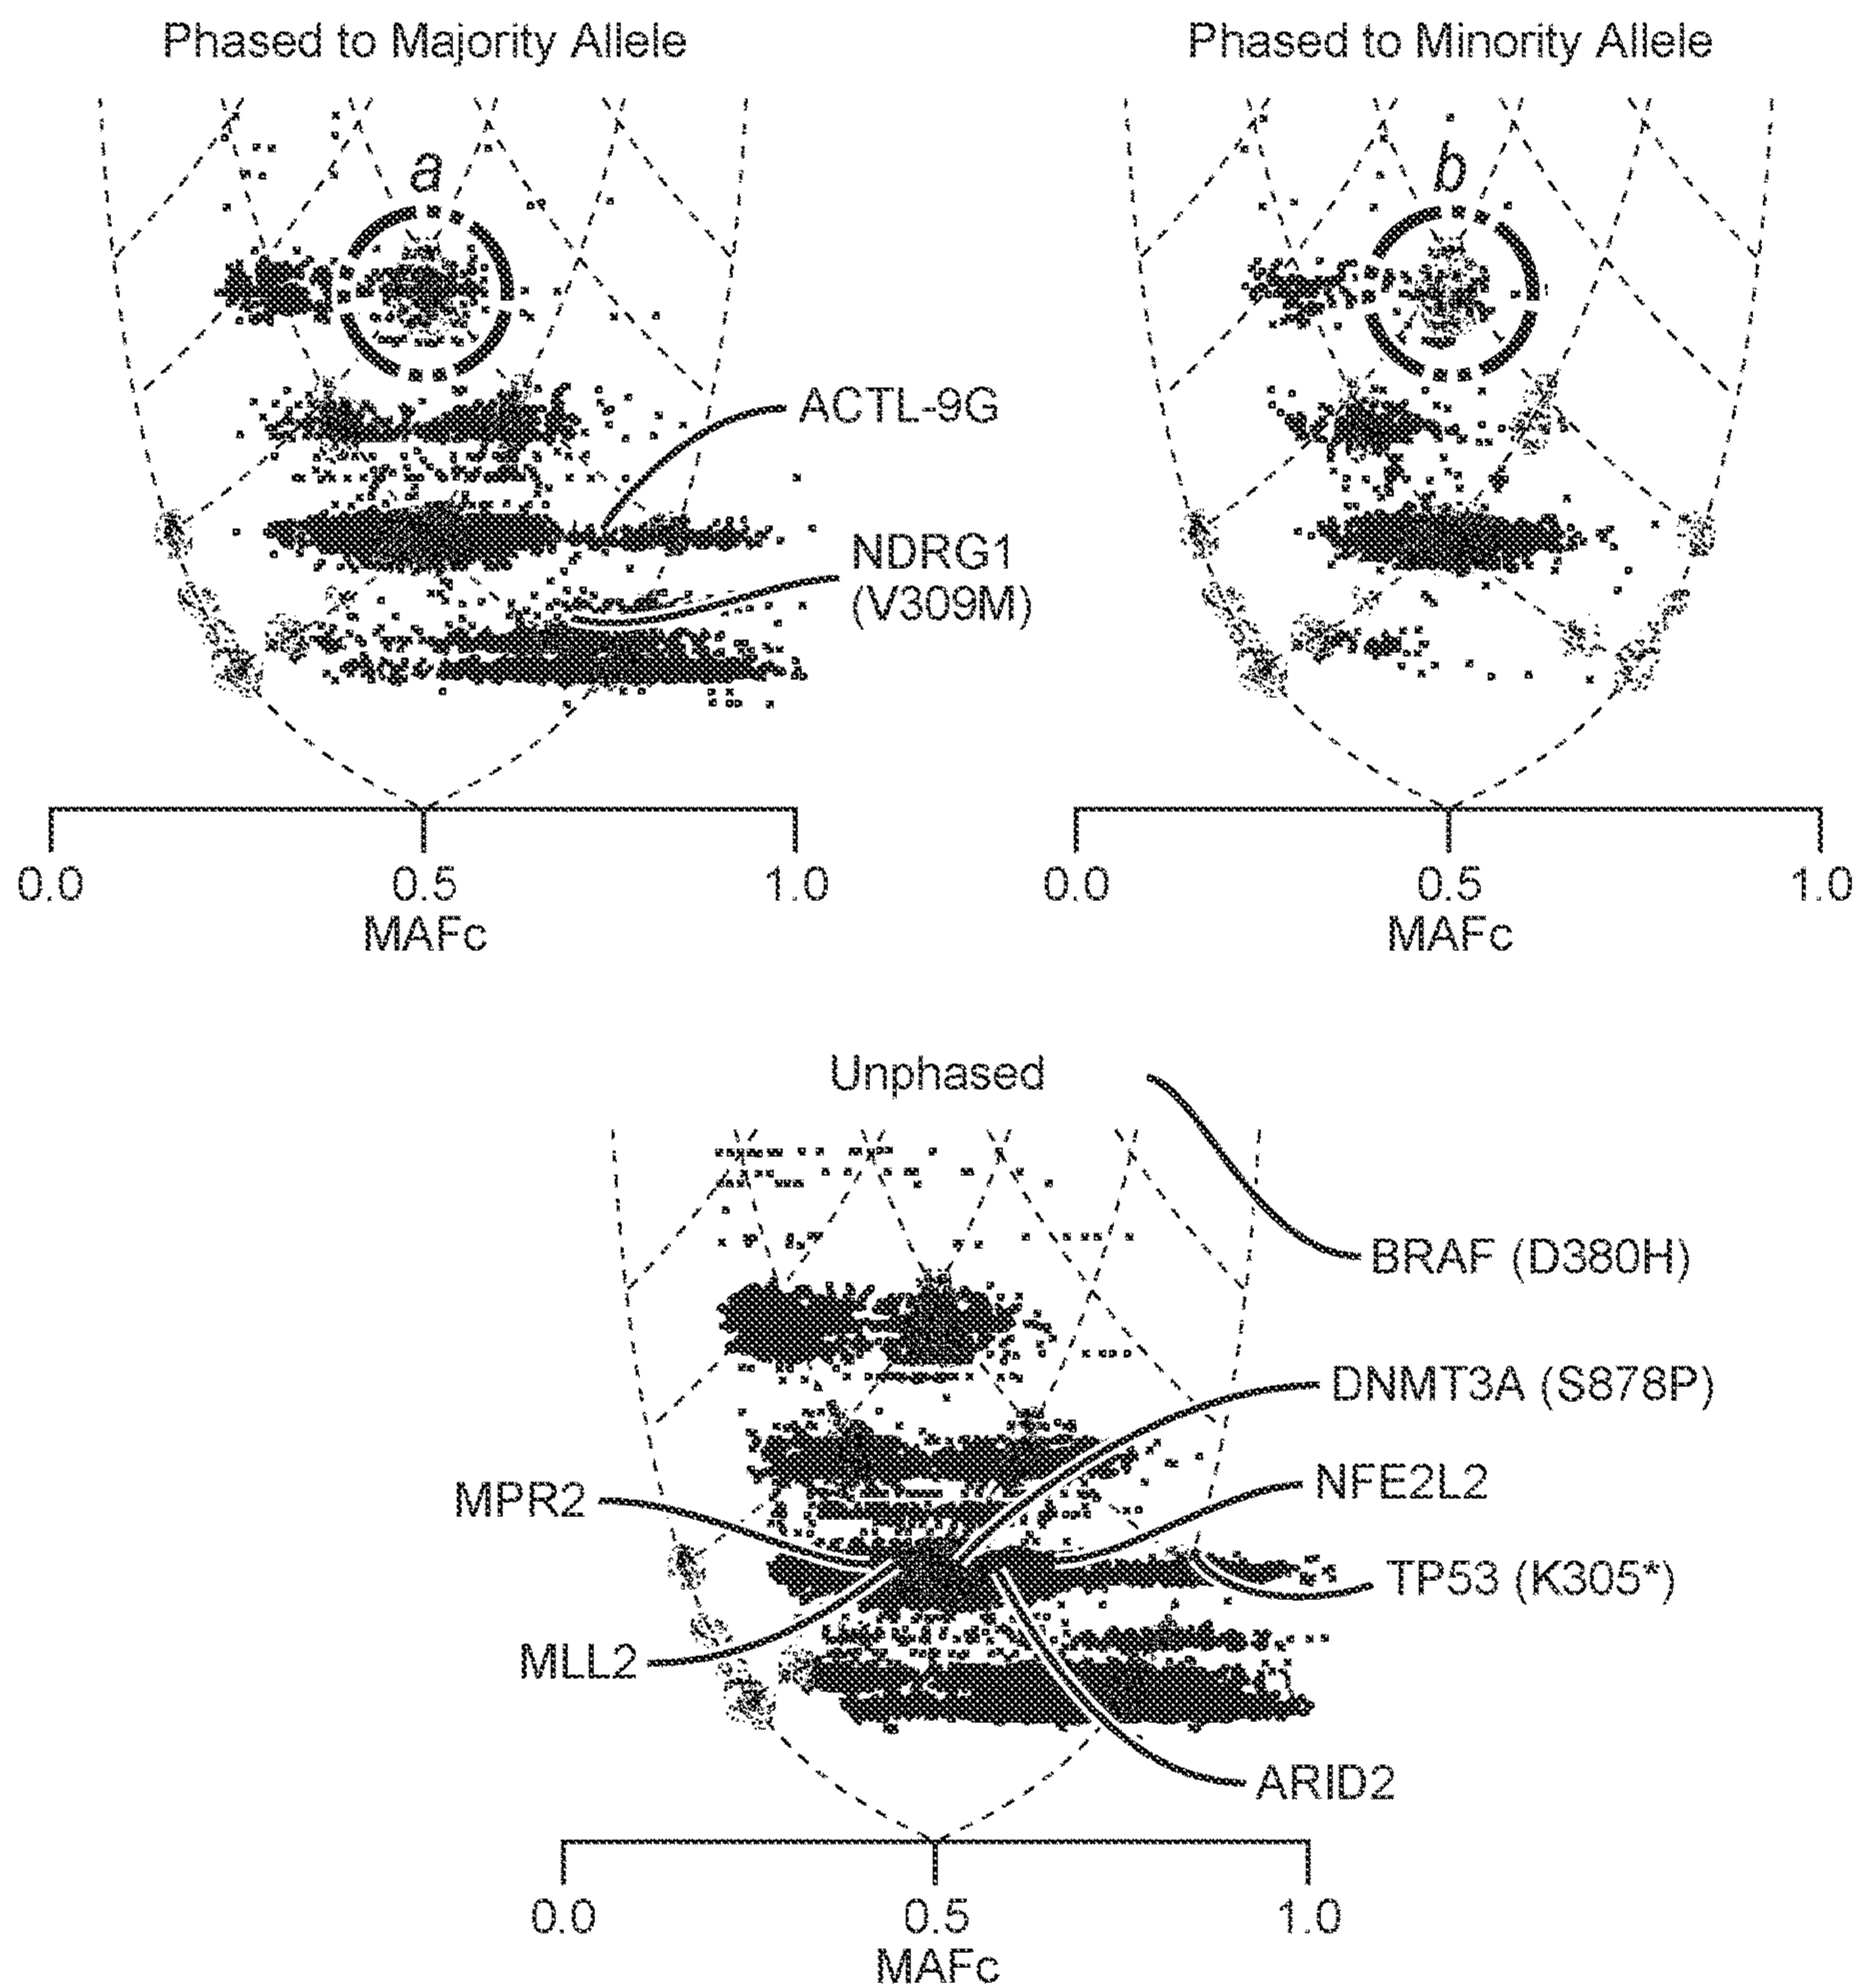 Phased to Majority Allele
Phased to Minority Allele
a
b
ACTL-9G
NDRG1
(V309M)
0.0
0.5
1.0
MAFc
0.0
0.5
1.0
MAFc
Unphased
BRAF (D380H)
DNMT3A (S878P)
NFE2L2
MPR2
TP53 (K305*)
MLL2
ARID2
0.0
0.5
1.0
MAFc